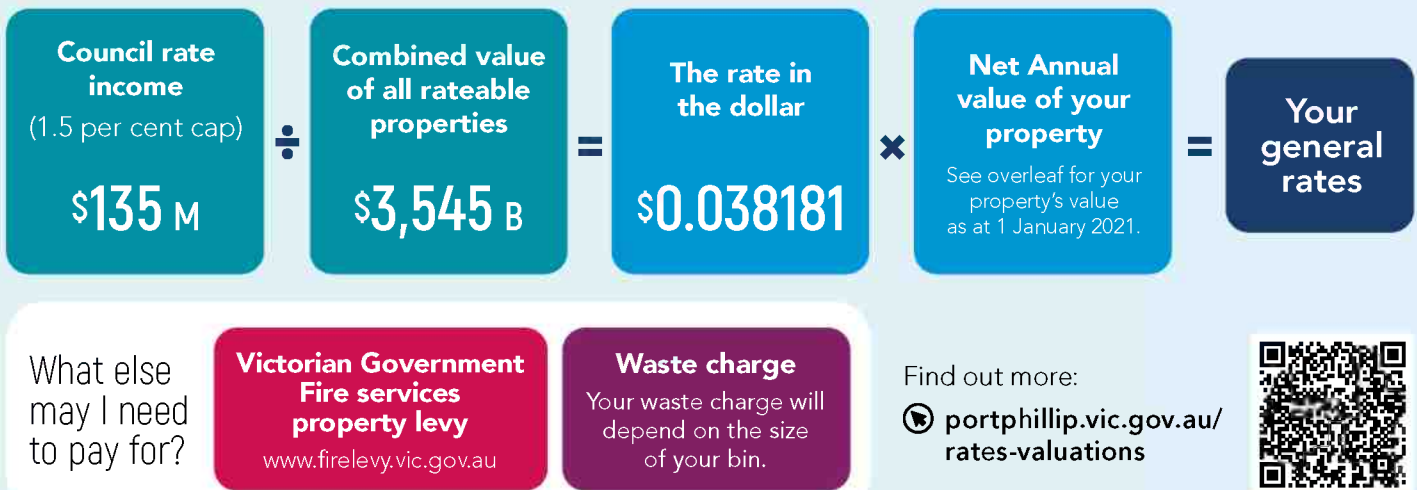 Council rate
income
(1.5 per cent cap)
$135 M
÷
Combined value
of all rateable
properties
$3,545 B
=
The rate in
the dollar
$0.038181
×
Net Annual
value of your
property
See overleaf for your
property's value
as at 1 January 2021.
=
Your
general
rates
What else
may I need
to pay for?
Victorian Government
Fire services
property levy
www.firelevy.vic.gov.au
Waste charge
Your waste charge will
depend on the size
of your bin.
Find out more:
portphillip.vic.gov.au/
rates-valuations